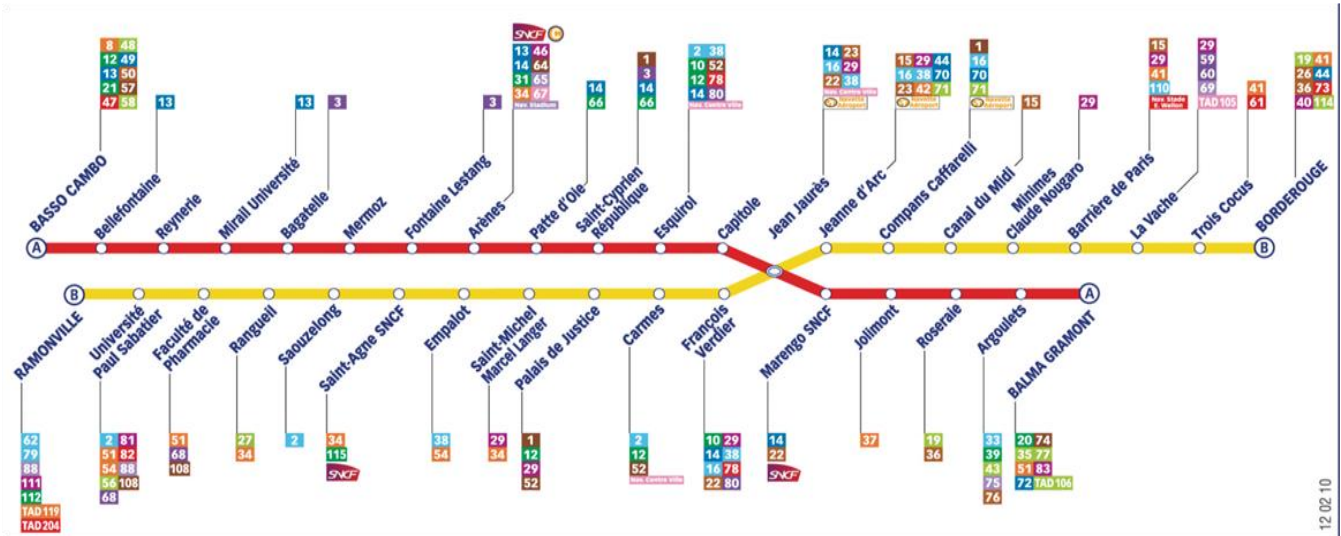 SNCF C
8 48
12 49
13 50
21 57
47 58
13
13
3
3
13 46
14 64
31 65
34 67
Nav. Stadium
14
66
1
3
14
66
2 38
10 52
12 78
14 80
Nav. Centre Ville
14 23
16 29
22 38
Nav. Centre Ville
Navette Aéroport
15 29 44
16 38 70
23 42 71
Navette Aéroport
1
16
70
71
Navette Aéroport
15
29
15
29
41
110
Nav. Stade
E. Wallon
29
59
60
69
TAD 105
41
61
19 41
26 44
36 73
40 114
BASSO CAMBO
Bellefontaine
Reynerie
Mirail Université
Bagatelle
Mermoz
Fontaine Lestang
Arènes
Patte d'Oie
Saint-Cyprien
République
Esquirol
Capitole
Jean Jaurès
Jeanne d'Arc
Compans Caffarelli
Canal du Midi
Minimes
Claude Nougaro
Barrière de Paris
La Vache
Trois Cocus
BORDEROUGE
A
B
B
A
RAMONVILLE
Université
Paul Sabatier
Faculté de
Pharmacie
Rangueil
Saouzelong
Saint-Agne SNCF
Empalot
Saint-Michel
Marcel Langer
Palais de Justice
Carmes
François
Verdier
Marengo SNCF
Jolimont
Roseraie
Argoulets
BALMA GRAMONT
62
79
88
111
112
TAD 119
TAD 204
2 81
51 82
54 88
56 108
68
51
68
108
27
34
2
34
115
SNCF
38
54
29
34
1
12
29
52
2
12
52
Nav. Centre Ville
10 29
14 38
16 78
22 80
14
22
SNCF
37
19
36
33
39
43
75
76
20 74
35 77
51 83
72 TAD 106
12 02 10